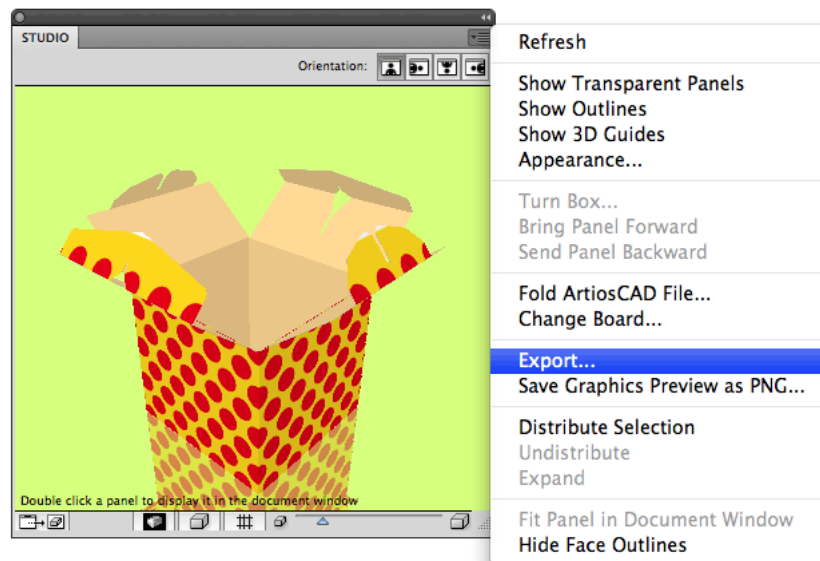 STUDIO
Orientation:
Double click a panel to display it in the document window
Refresh
Show Transparent Panels
Show Outlines
Show 3D Guides
Appearance...
Turn Box...
Bring Panel Forward
Send Panel Backward
Fold ArtiosCAD File...
Change Board...
Export...
Save Graphics Preview as PNG...
Distribute Selection
Undistribute
Expand
Fit Panel in Document Window
Hide Face Outlines